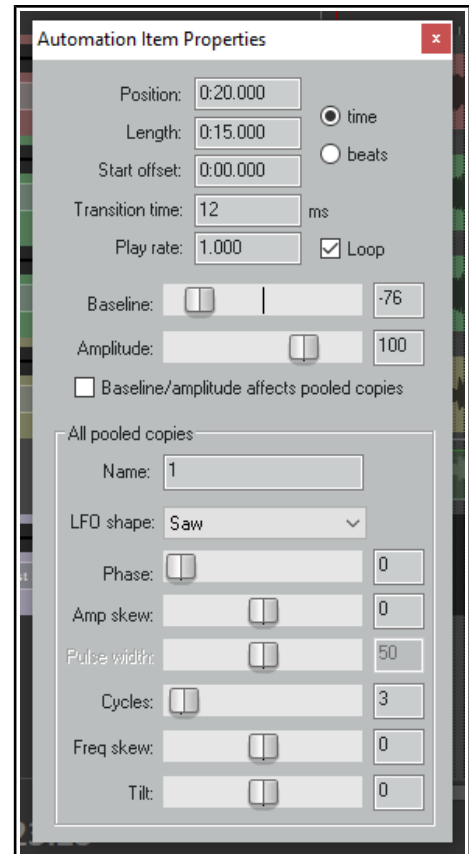 Automation Item Properties x
Position: 0:20.000
time
Length: 0:15.000
beats
Start offset: 0:00.000
Transition time: 12 ms
Play rate: 1.000 Loop
Baseline: -76
Amplitude: 100
Baseline/amplitude affects pooled copies
All pooled copies
Name: 1
LFO shape: Saw
Phase: 0
Amp skew: 0
Pulse width: 50
Cycles: 3
Freq skew: 0
Tilt: 0